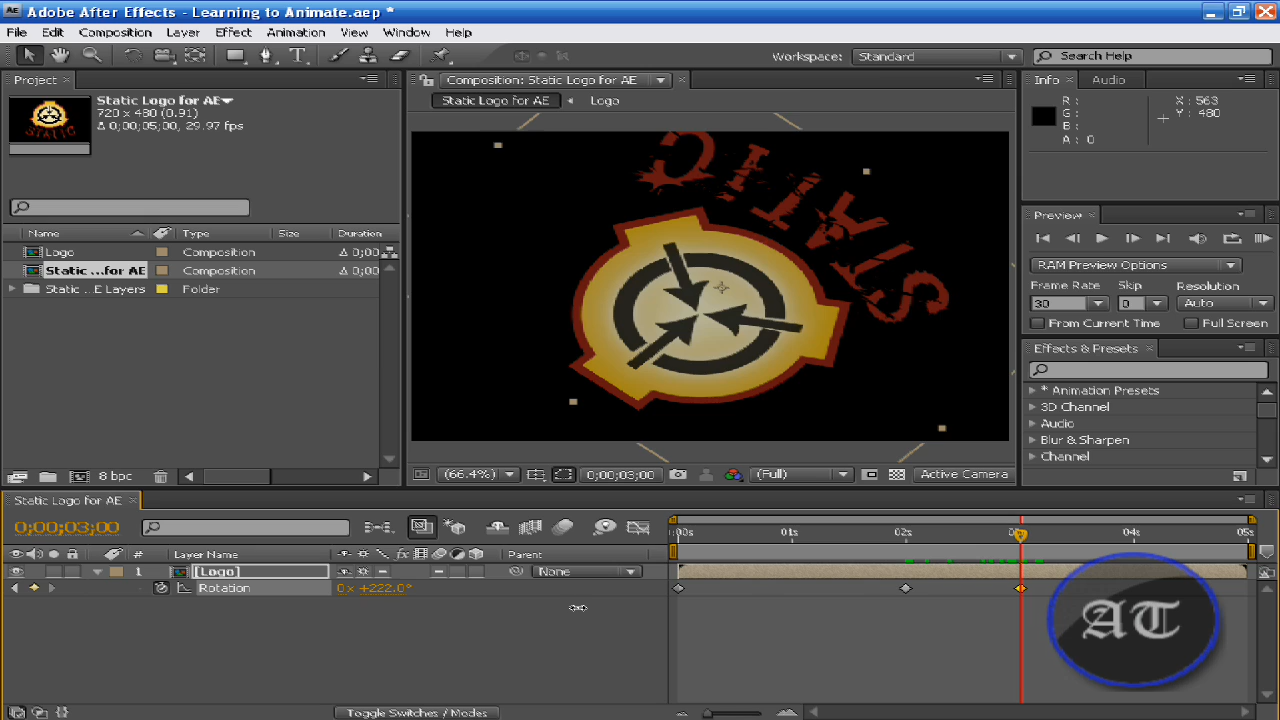 Adobe After Effects - Learning to Animate.aep *
File Edit Composition Layer Effect Animation View Window Help
Workspace: Standard Search Help
Project
Static Logo for AE
720 x 480 (0.91)
Δ 0;00;05;00, 29.97 fps
Name Type Size Duration
Logo Composition Δ 0;00
Static ...for AE Composition Δ 0;00
Static ..E Layers Folder
8 bpc
Composition: Static Logo for AE
Static Logo for AE Logo
STATIC
(66.4%) 0;00;03;00 (Full) Active Camera
Info Audio
R :
G :
B :
A : 0
X : 563
Y : 480
Preview
RAM Preview Options
Frame Rate Skip Resolution
30 0 Auto
From Current Time Full Screen
Effects & Presets
* Animation Presets
3D Channel
Audio
Blur & Sharpen
Channel
Static Logo for AE
0;00;03;00
# Layer Name Parent
1 [Logo] None
Rotation 0x +222.0°
:00s 01s 02s 03s 04s 05s
AT
Toggle Switches / Modes